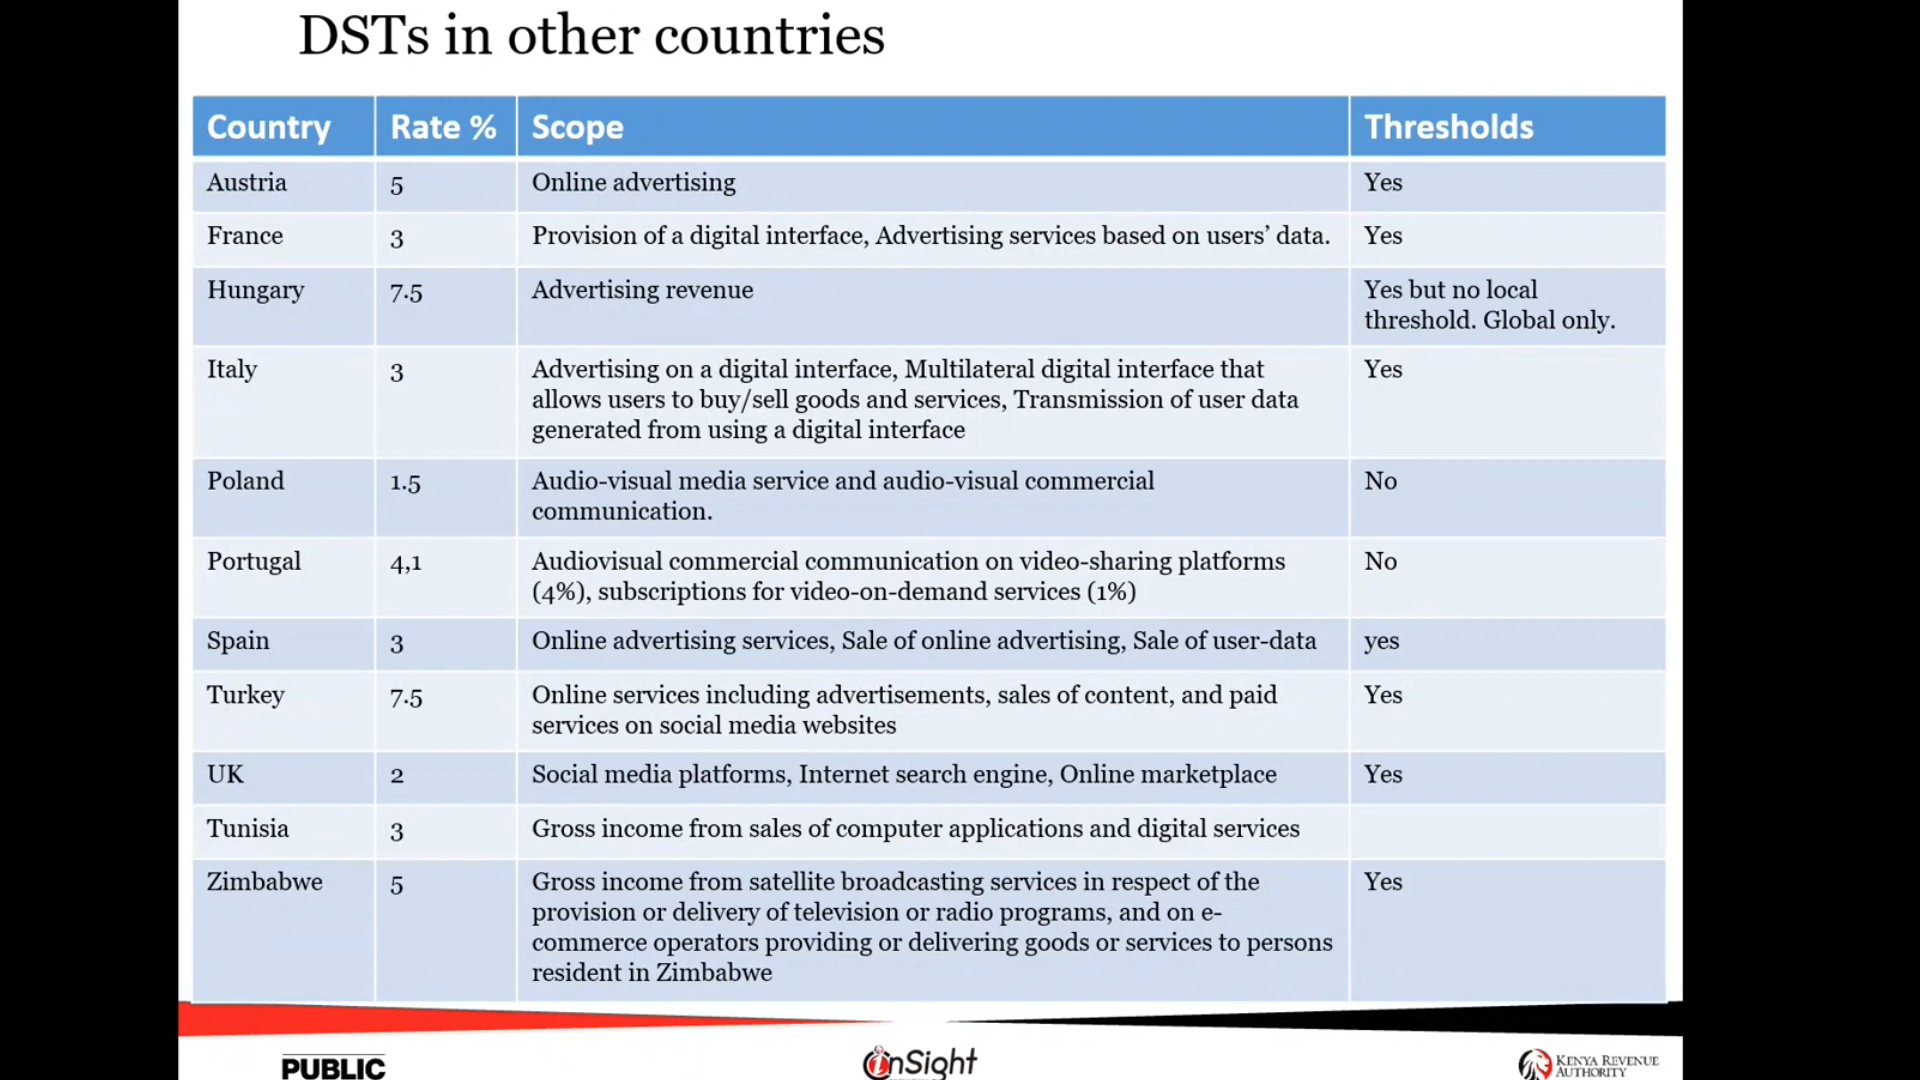 DSTs in other countries
Country Rate % Scope Thresholds
Austria 5 Online advertising Yes
France 3 Provision of a digital interface, Advertising services based on users’ data. Yes
Hungary 7.5 Advertising revenue Yes but no local
threshold. Global only.
Italy 3 Advertising on a digital interface, Multilateral digital interface that Yes
allows users to buy/sell goods and services, Transmission of user data
generated from using a digital interface
Poland 1.5 Audio-visual media service and audio-visual commercial No
communication.
Portugal 4,1 Audiovisual commercial communication on video-sharing platforms No
(4%), subscriptions for video-on-demand services (1%)
Spain 3 Online advertising services, Sale of online advertising, Sale of user-data yes
Turkey 7.5 Online services including advertisements, sales of content, and paid Yes
services on social media websites
UK 2 Social media platforms, Internet search engine, Online marketplace Yes
Tunisia 3 Gross income from sales of computer applications and digital services
Zimbabwe 5 Gross income from satellite broadcasting services in respect of the Yes
provision or delivery of television or radio programs, and on e-
commerce operators providing or delivering goods or services to persons
resident in Zimbabwe
PUBLIC
inSight
KENYA REVENUE
AUTHORITY